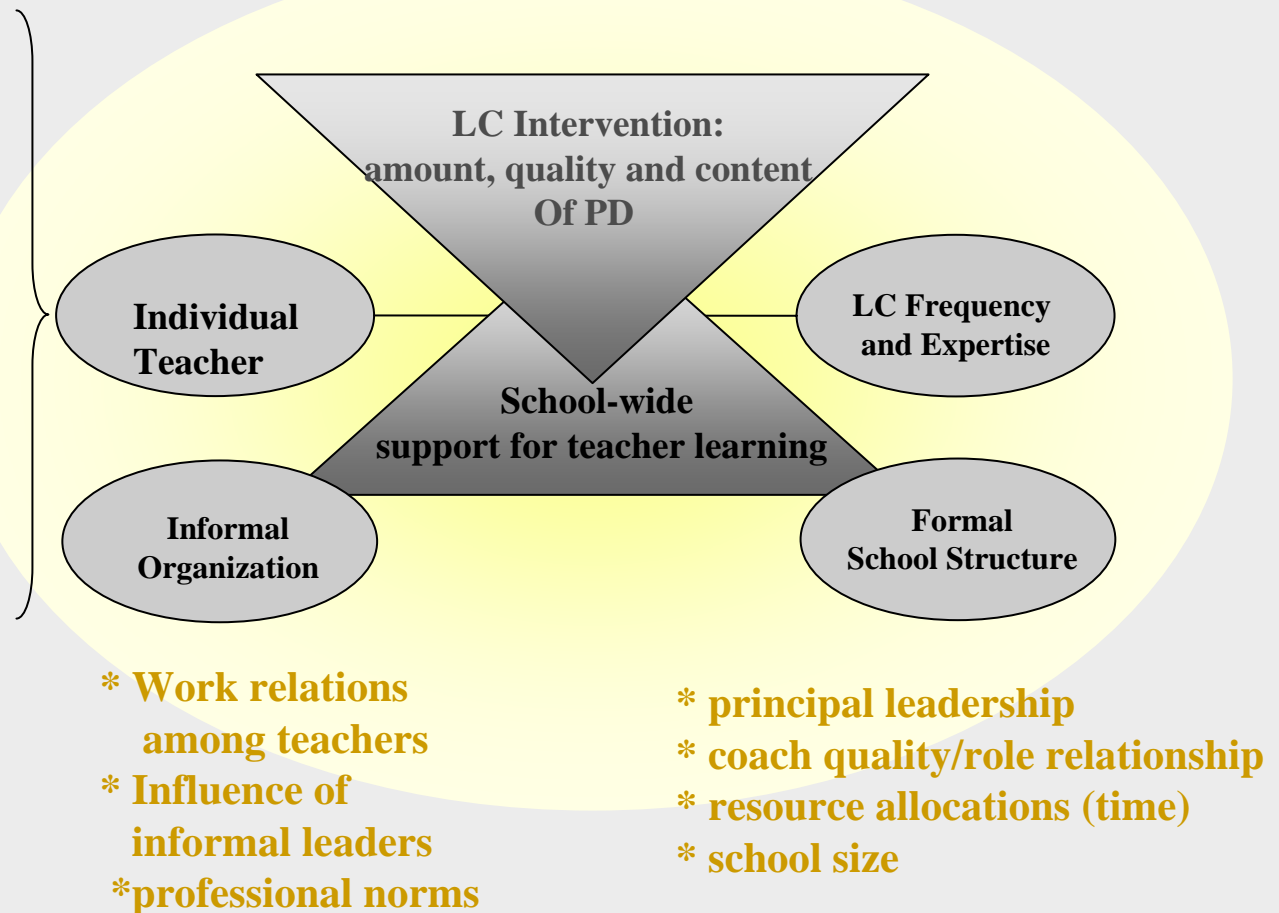 LC Intervention:
amount, quality and content
Of PD
Individual
Teacher
LC Frequency
and Expertise
School-wide
support for teacher learning
Informal
Organization
Formal
School Structure
* Work relations
among teachers
* Influence of
informal leaders
*professional norms
* principal leadership
* coach quality/role relationship
* resource allocations (time)
* school size